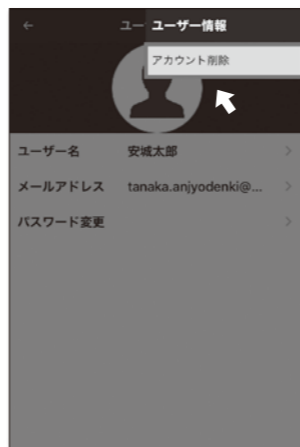 ←
ユー ユーザー情報
アカウント削除
ユーザー名 安城太郎 >
メールアドレス tanaka.anjyodenki@... >
パスワード変更 >